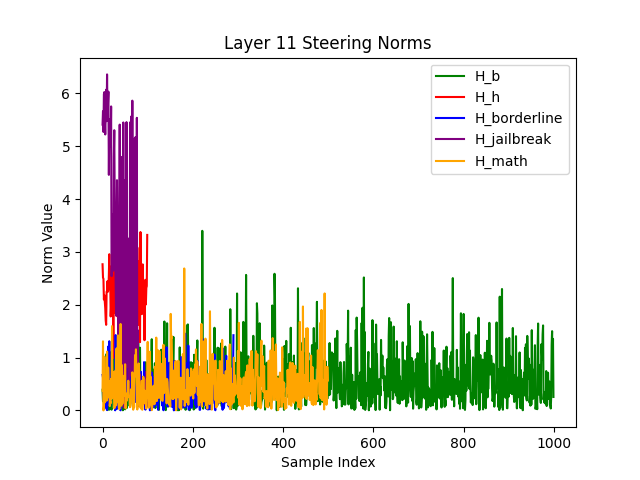 Layer 11 Steering Norms
H_b
H_h
H_borderline
H_jailbreak
H_math
Norm Value
6
5
4
3
2
1
0
0
200
400
600
800
1000
Sample Index